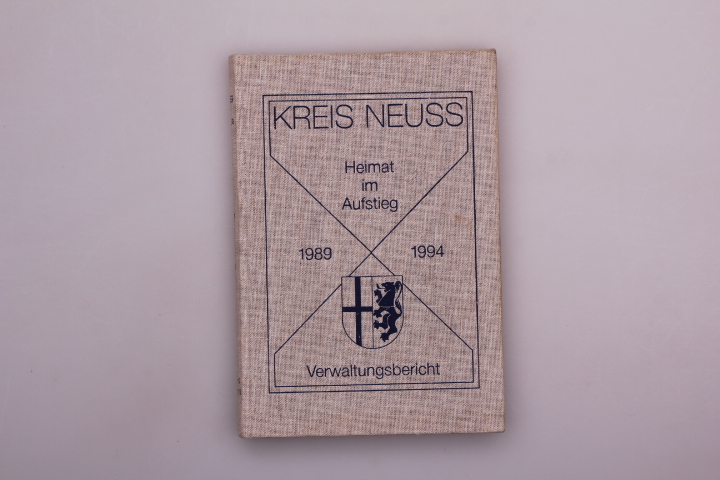 KREIS NEUSS
Heimat
im
Aufstieg
1989 1994
Verwaltungsbericht